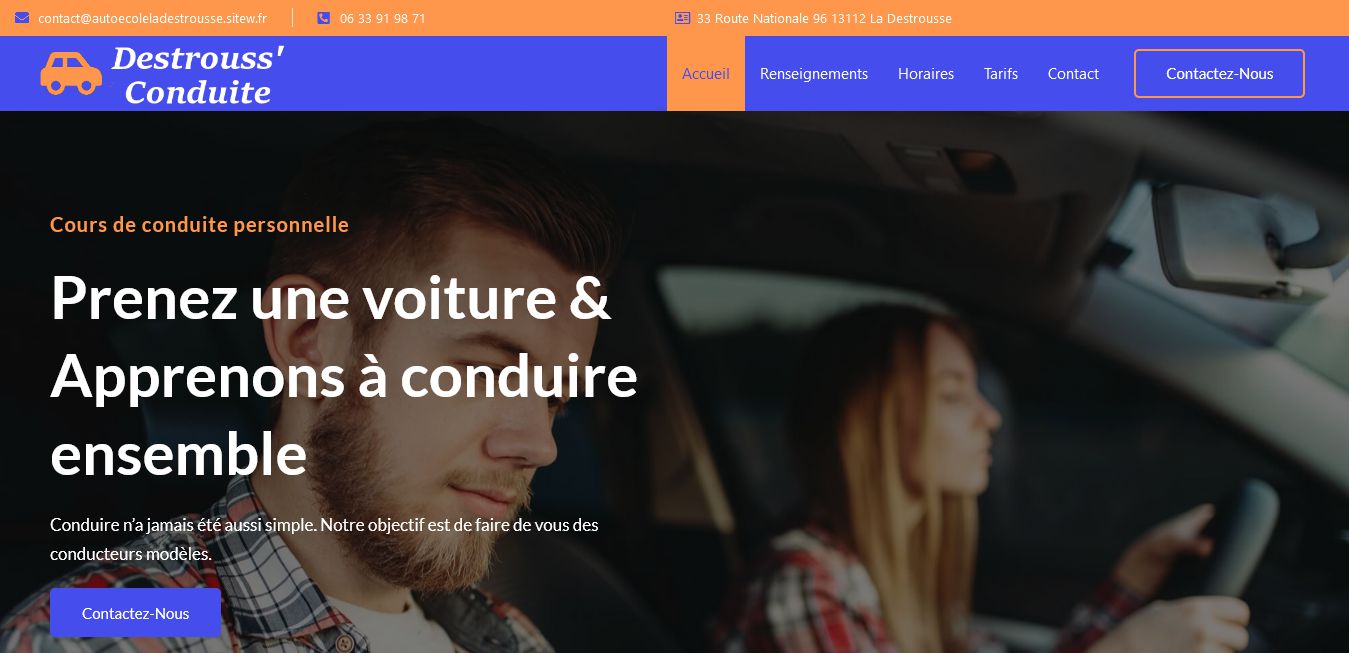 contact@autoecoleladestrousse.sitew.fr
06 33 91 98 71
33 Route Nationale 96 13112 La Destrousse
Destrouss'
Conduite
Accueil
Renseignements
Horaires
Tarifs
Contact
Contactez-Nous
Cours de conduite personnelle
Prenez une voiture &
Apprenons à conduire
ensemble
Conduire n’a jamais été aussi simple. Notre objectif est de faire de vous des
conducteurs modèles.
Contactez-Nous